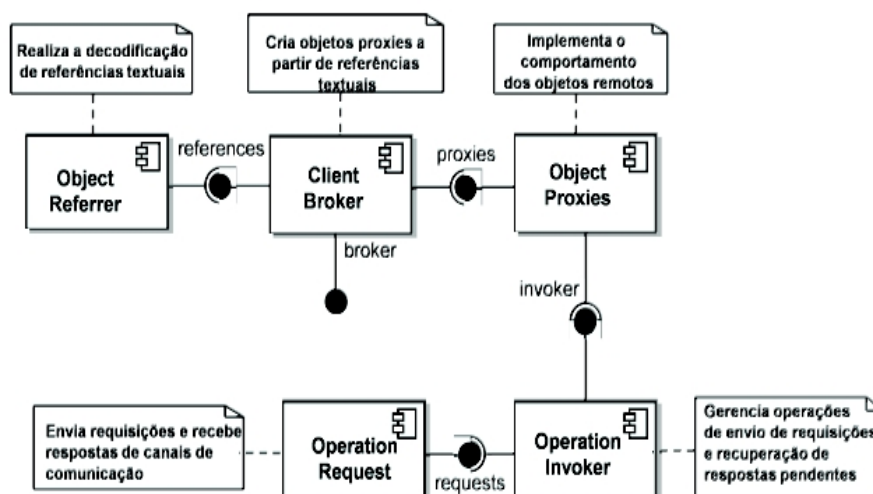 Realiza a decodificação
de referências textuais
Cria objetos proxies a
partir de referências
textuais
Implementa o
comportamento
dos objetos remotos
Object
Referrer
references
Client
Broker
proxies
Object
Proxies
broker
invoker
Envia requisições e recebe
respostas de canais de
comunicação
Operation
Request
requests
Operation
Invoker
Gerencia operações
de envio de requisições
e recuperação de
respostas pendentes